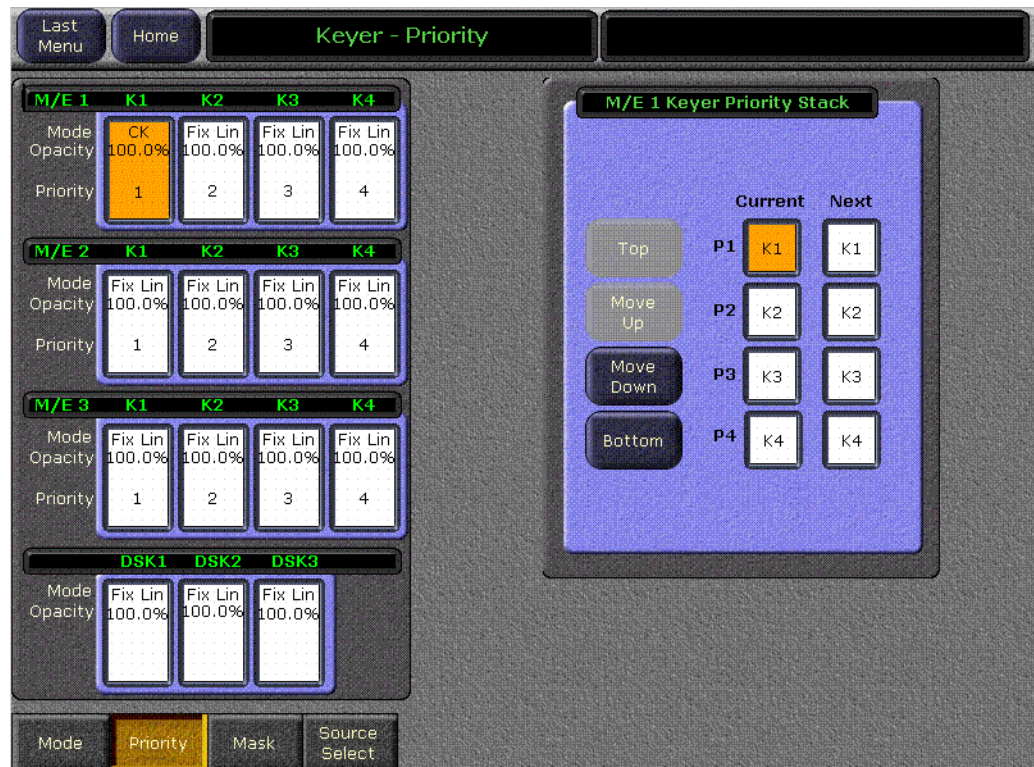 Last Menu
Home
Keyer - Priority
M/E 1 K1 K2 K3 K4
Mode CK Fix Lin Fix Lin Fix Lin
Opacity 100.0% 100.0% 100.0% 100.0%
Priority 1 2 3 4
M/E 2 K1 K2 K3 K4
Mode Fix Lin Fix Lin Fix Lin Fix Lin
Opacity 100.0% 100.0% 100.0% 100.0%
Priority 1 2 3 4
M/E 3 K1 K2 K3 K4
Mode Fix Lin Fix Lin Fix Lin Fix Lin
Opacity 100.0% 100.0% 100.0% 100.0%
Priority 1 2 3 4
DSK1 DSK2 DSK3
Mode Fix Lin Fix Lin Fix Lin
Opacity 100.0% 100.0% 100.0%
Mode
Priority
Mask
Source Select
M/E 1 Keyer Priority Stack
Current Next
Top P1 K1 K1
Move Up P2 K2 K2
Move Down P3 K3 K3
Bottom P4 K4 K4